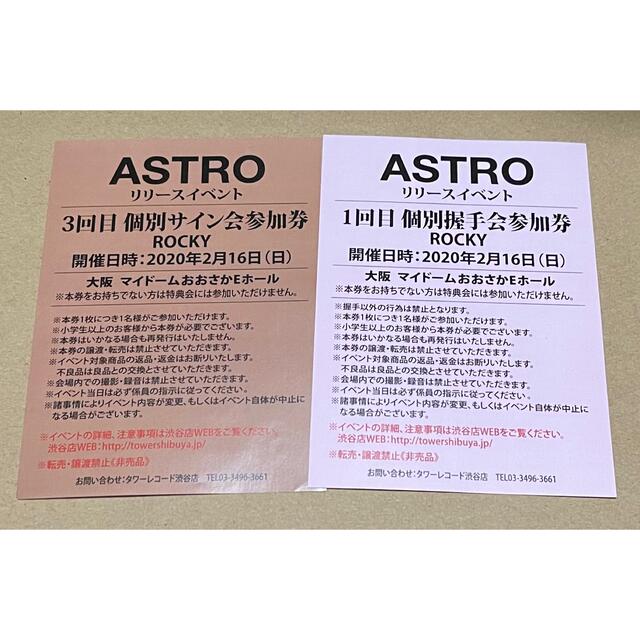 ASTRO
リリースイベント
3回目 個別サイン会参加券
ROCKY
開催日時：2020年2月16日（日）
大阪 マイドームおおさかEホール
※本券をお持ちでない方は特典会には参加いただけません。
※本券1枚につき1名様がご参加いただけます。
※小学生以上のお客様から本券が必要でございます。
※本券はいかなる場合も再発行はいたしません。
※本券の譲渡・転売は禁止させていただきます。
※イベント対象商品の返品・返金はお断りいたします。
不良品は良品との交換とさせていただきます。
※会場内での撮影・録音は禁止させていただきます。
※イベント当日は必ず係員の指示に従ってください。
※諸事情によりイベント内容が変更、もしくはイベント自体が中止に
なる場合がございます。
※イベントの詳細、注意事項は渋谷店WEBをご覧ください。
渋谷店WEB：http://towershibuya.jp/
※転売・譲渡禁止《非売品》
お問い合わせ：タワーレコード渋谷店 TEL03-3496-3661
ASTRO
リリースイベント
1回目 個別握手会参加券
ROCKY
開催日時：2020年2月16日（日）
大阪 マイドームおおさかEホール
※本券をお持ちでない方は特典会には参加いただけません。
※握手以外の行為は禁止となります。
※本券1枚につき1名様がご参加いただけます。
※小学生以上のお客様から本券が必要でございます。
※本券はいかなる場合も再発行はいたしません。
※本券の譲渡・転売は禁止させていただきます。
※イベント対象商品の返品・返金はお断りいたします。
不良品は良品との交換とさせていただきます。
※会場内での撮影・録音は禁止させていただきます。
※イベント当日は必ず係員の指示に従ってください。
※諸事情によりイベント内容が変更、もしくはイベント自体が中止に
なる場合がございます。
※イベントの詳細、注意事項は渋谷店WEBをご覧ください。
渋谷店WEB：http://towershibuya.jp/
※転売・譲渡禁止《非売品》
お問い合わせ：タワーレコード渋谷店 TEL03-3496-3661